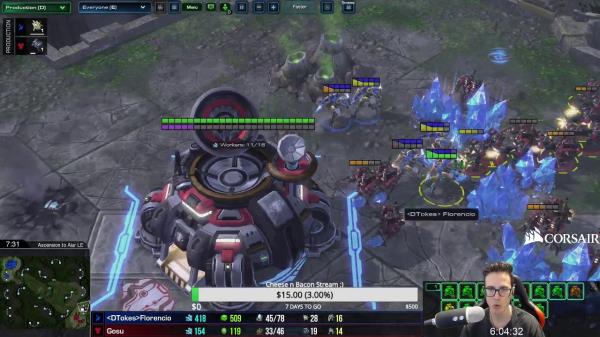 Production (D)
Everyone (E)
Menu
Faster
PRODUCTION
Workers: 11/16
<DTokes> Florencio
CORSAIR
7:31
Ascension to Aiur LE
Cheese n Bacon Stream :)
$15.00 (3.00%)
$0
7 DAYS TO GO
$500
<DTokes>Florencio 418 509 45/78 28 16
Gosu 154 119 33/46 19 14
6:04:32